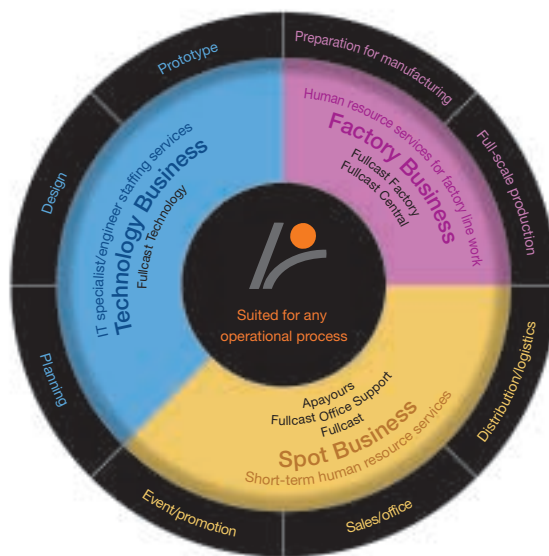 Prototype
Preparation for manufacturing
Full-scale production
Distribution/logistics
Sales/office
Event/promotion
Planning
Design
IT specialist/engineer staffing services
Technology Business
Fullcast Technology
Human resource services for factory line work
Factory Business
Fullcast Factory
Fullcast Central
Suited for any
operational process
Apayours
Fullcast Office Support
Fullcast
Spot Business
Short-term human resource services